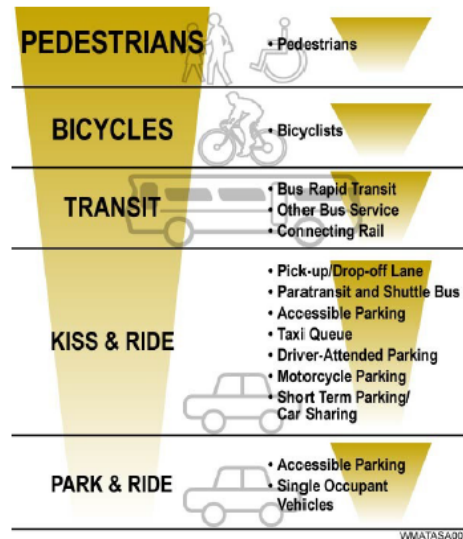 PEDESTRIANS
• Pedestrians
BICYCLES
• Bicyclists
TRANSIT
• Bus Rapid Transit
• Other Bus Service
• Connecting Rail
KISS & RIDE
• Pick-up/Drop-off Lane
• Paratransit and Shuttle Bus
• Accessible Parking
• Taxi Queue
• Driver-Attended Parking
• Motorcycle Parking
• Short Term Parking/
Car Sharing
PARK & RIDE
• Accessible Parking
• Single Occupant
Vehicles
WMATASA00